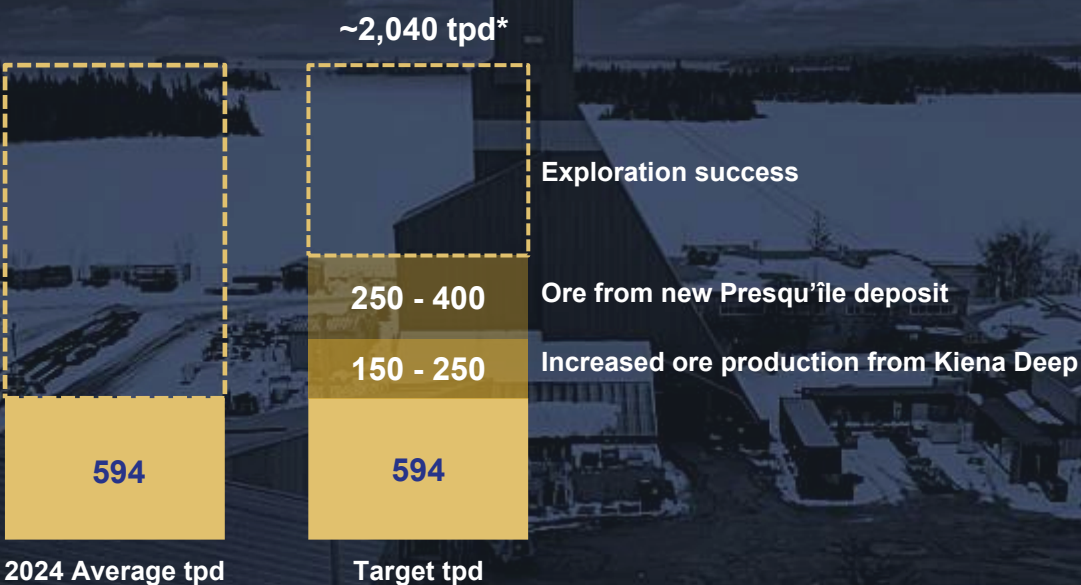 ~2,040 tpd*
Exploration success
250 - 400
Ore from new Presqu’île deposit
150 - 250
Increased ore production from Kiena Deep
594
594
2024 Average tpd
Target tpd